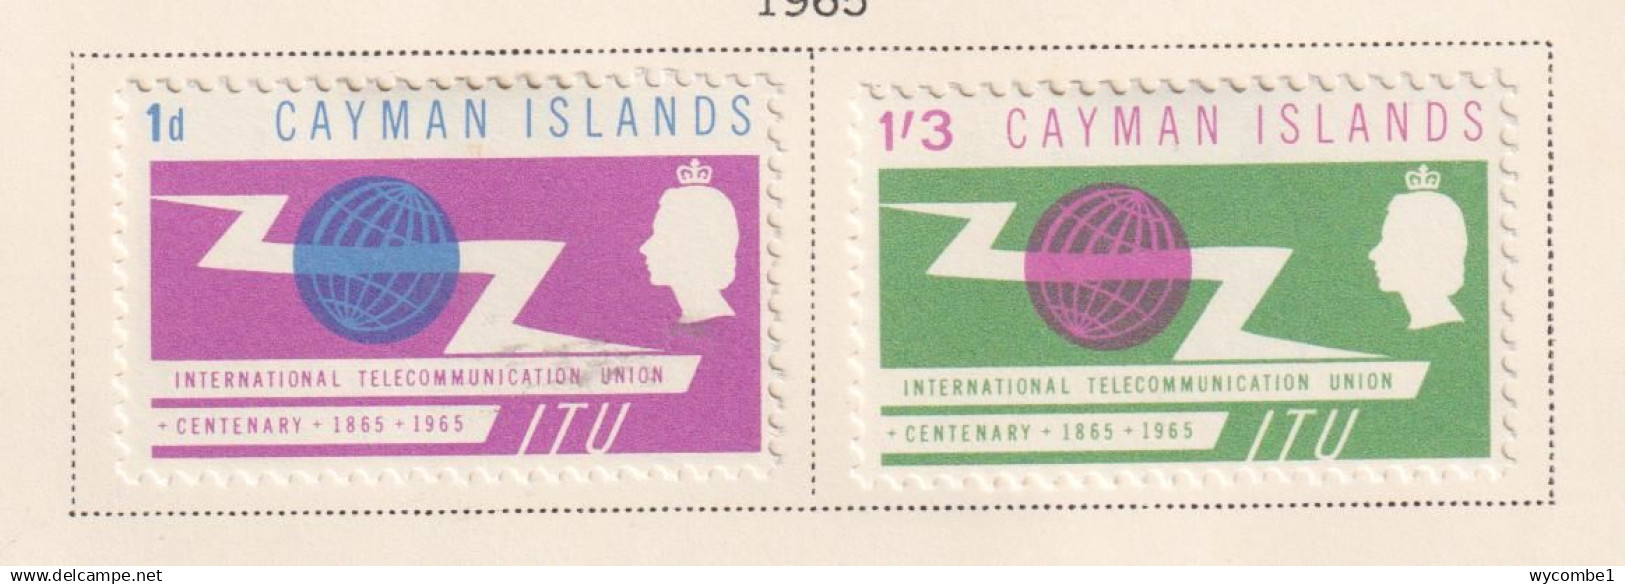 1965
1d CAYMAN ISLANDS
INTERNATIONAL TELECOMMUNICATION UNION
+ CENTENARY + 1865 + 1965
ITU
1/3 CAYMAN ISLANDS
INTERNATIONAL TELECOMMUNICATION UNION
+ CENTENARY + 1865 + 1965
ITU
delcampe.net
wycombe1